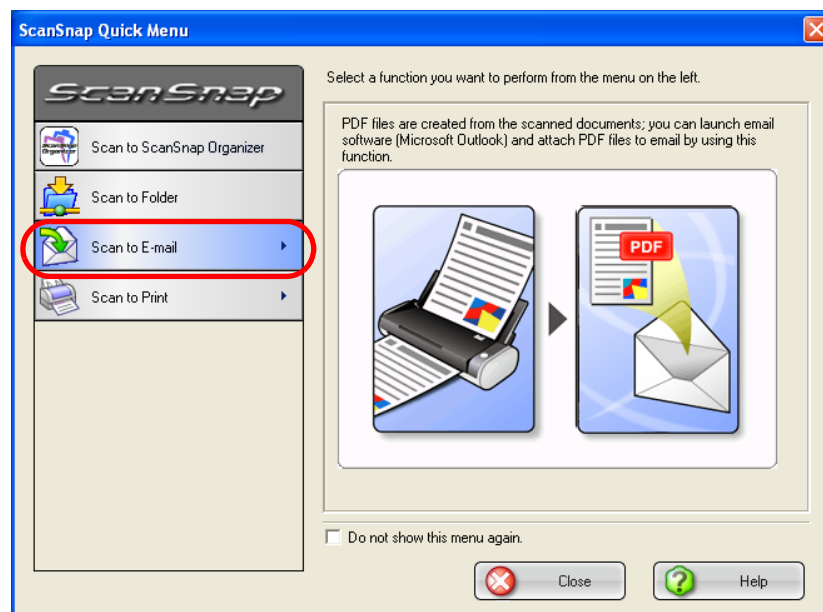 ScanSnap Quick Menu
ScanSnap
Scan to ScanSnap Organizer
Scan to Folder
Scan to E-mail
Scan to Print
Select a function you want to perform from the menu on the left.
PDF files are created from the scanned documents; you can launch email
software (Microsoft Outlook) and attach PDF files to email by using this
function.
PDF
Do not show this menu again.
Close
Help